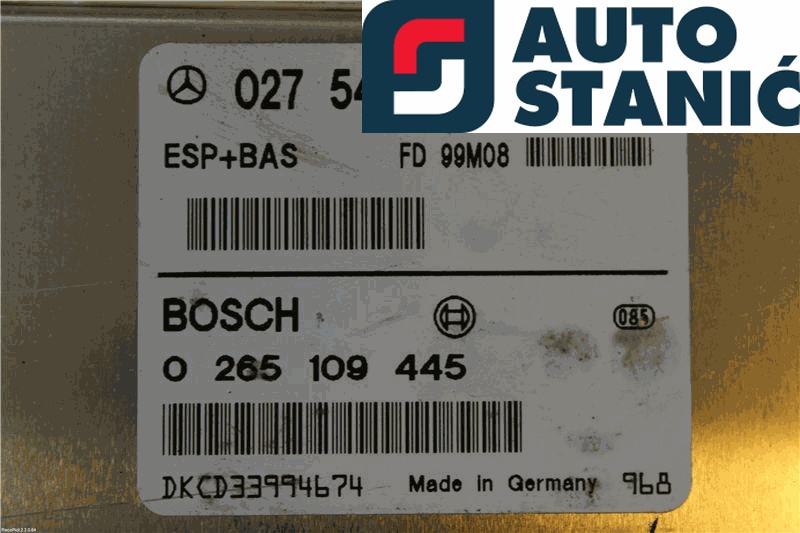 AUTO
STANIĆ
027 54
ESP+BAS FD 99M08
BOSCH 085
0 265 109 445
DKCD33994674 Made in Germany 968